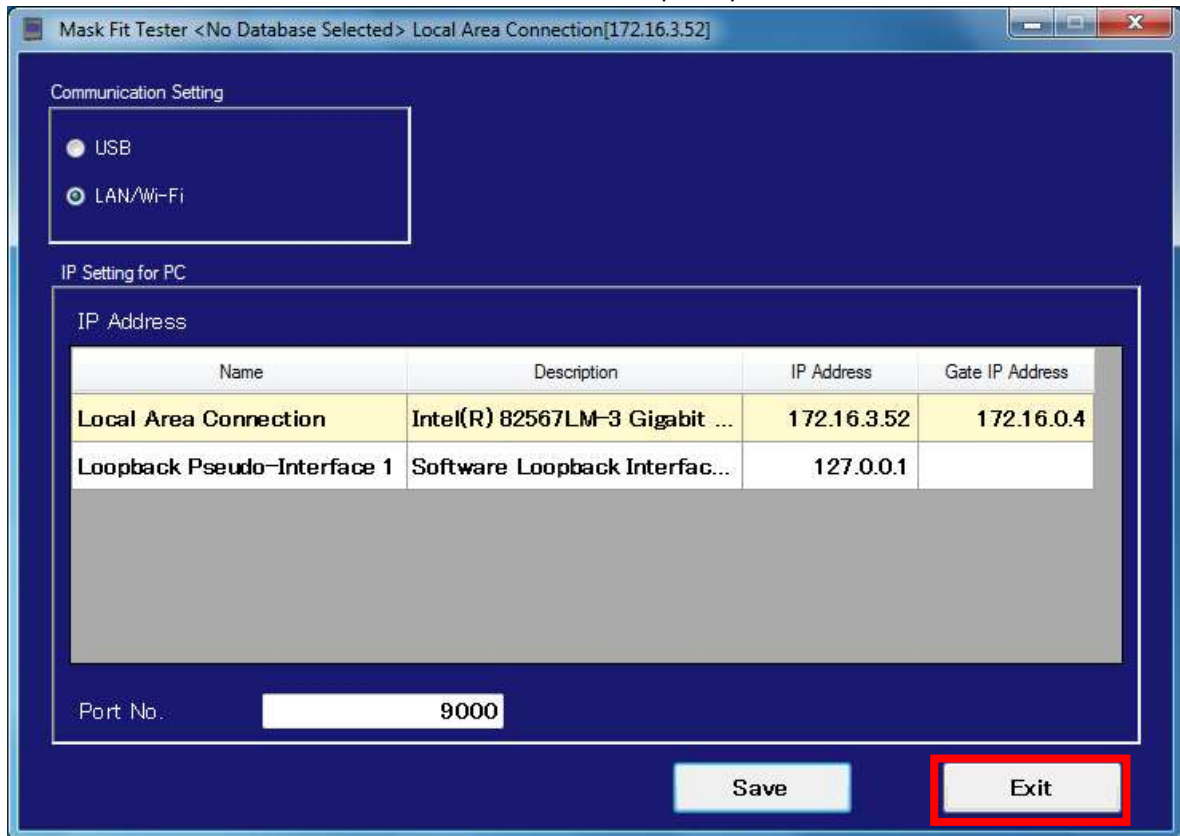 Mask Fit Tester <No Database Selected> Local Area Connection[172.16.3.52]
Communication Setting
USB
LAN/Wi-Fi
IP Setting for PC
IP Address
Name Description IP Address Gate IP Address
Local Area Connection Intel(R) 82567LM-3 Gigabit ... 172.16.3.52 172.16.0.4
Loopback Pseudo-Interface 1 Software Loopback Interfac... 127.0.0.1
Port No. 9000
Save Exit